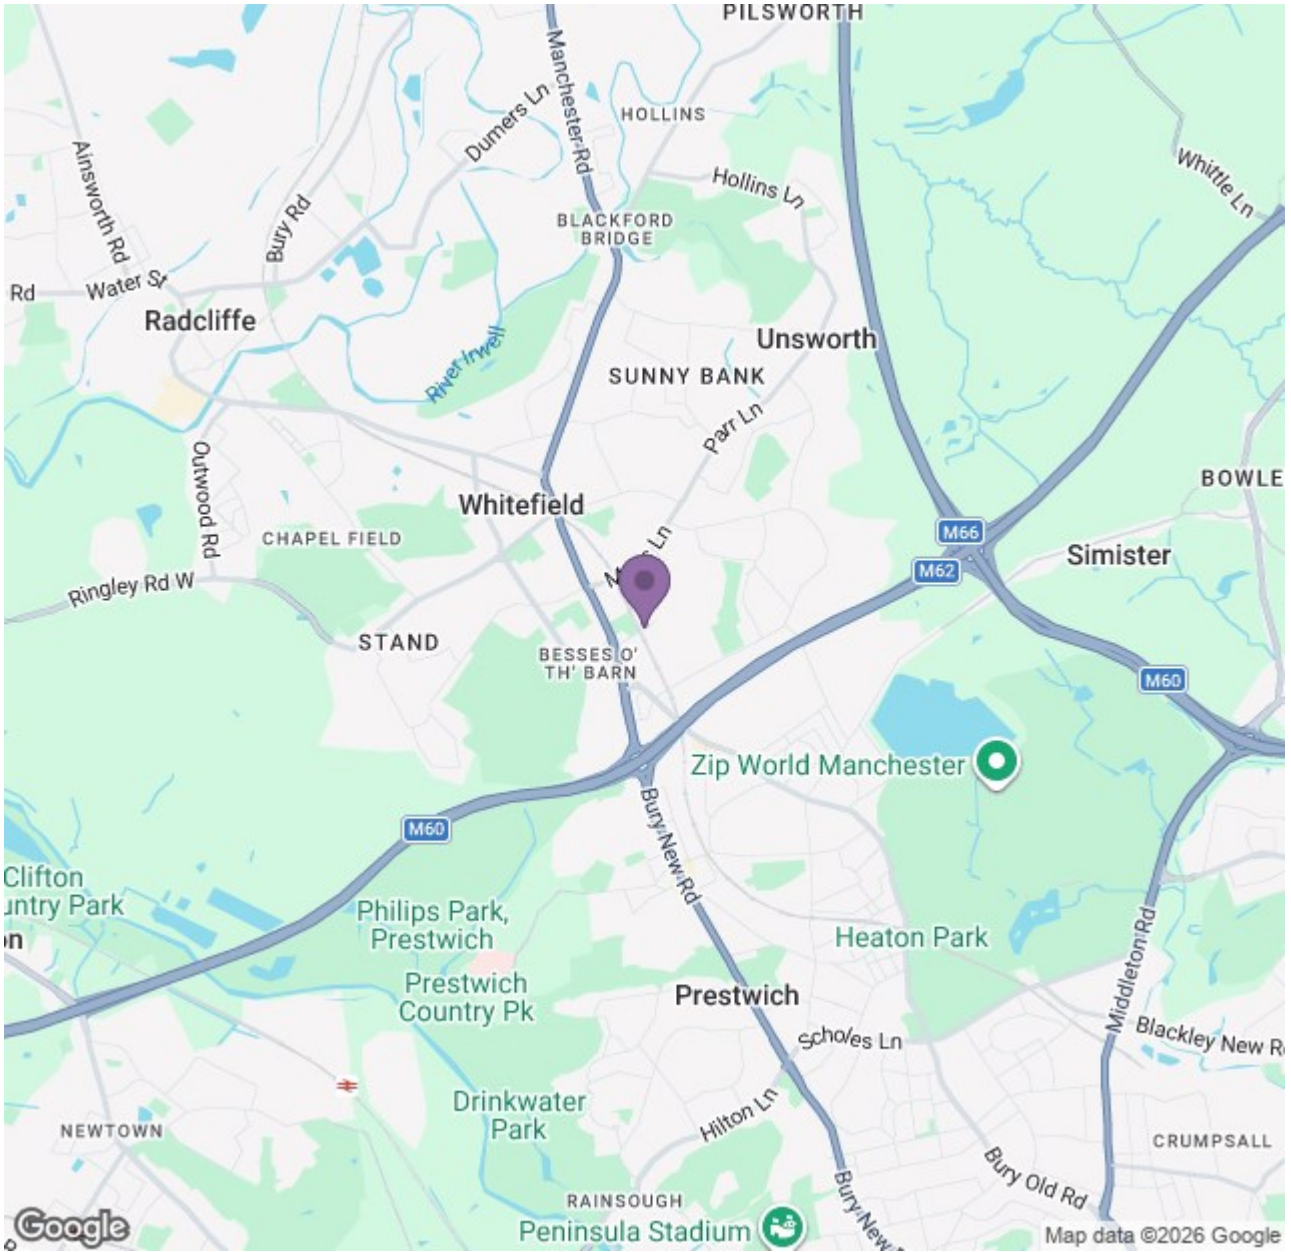 PILSWORTH
Manchester Rd
Dumers Ln
HOLLINS
Ainsworth Rd
Whittle Ln
Hollins Ln
Bury Rd
BLACKFORD
BRIDGE
Rd
Water St
Radcliffe
River Irwell
Unsworth
SUNNY BANK
Parr Ln
Outwood Rd
BOWLE
Whitefield
CHAPEL FIELD
M66
Simister
Ln
M62
Ringley Rd W
STAND
BESSES O'
TH' BARN
M60
Zip World Manchester
M60
Bury New Rd
Clifton
untry Park
on
Philips Park,
Prestwich
Heaton Park
Middleton Rd
Prestwich
Country Pk
Prestwich
Scholes Ln
Blackley New R
Drinkwater
Park
Hilton Ln
NEWTOWN
CRUMPSALL
Bury Old Rd
RAINSOUGH
Bury New
Peninsula Stadium
Google
Map data ©2026 Google